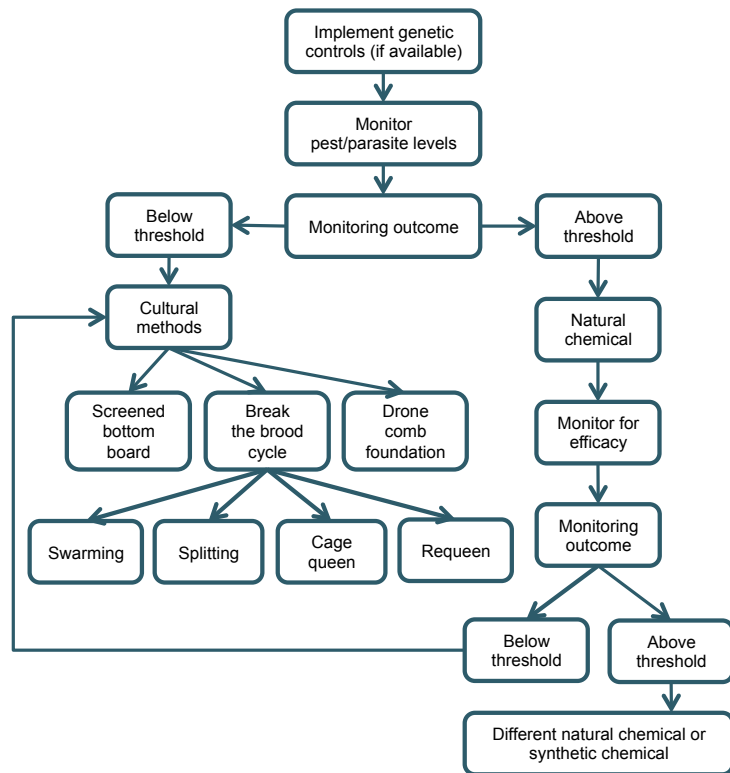 Implement genetic
controls (if available)
Monitor
pest/parasite levels
Below
threshold
Monitoring outcome
Above
threshold
Cultural
methods
Natural
chemical
Screened
bottom
board
Break
the brood
cycle
Drone
comb
foundation
Monitor for
efficacy
Swarming
Splitting
Cage
queen
Requeen
Monitoring
outcome
Below
threshold
Above
threshold
Different natural chemical or
synthetic chemical